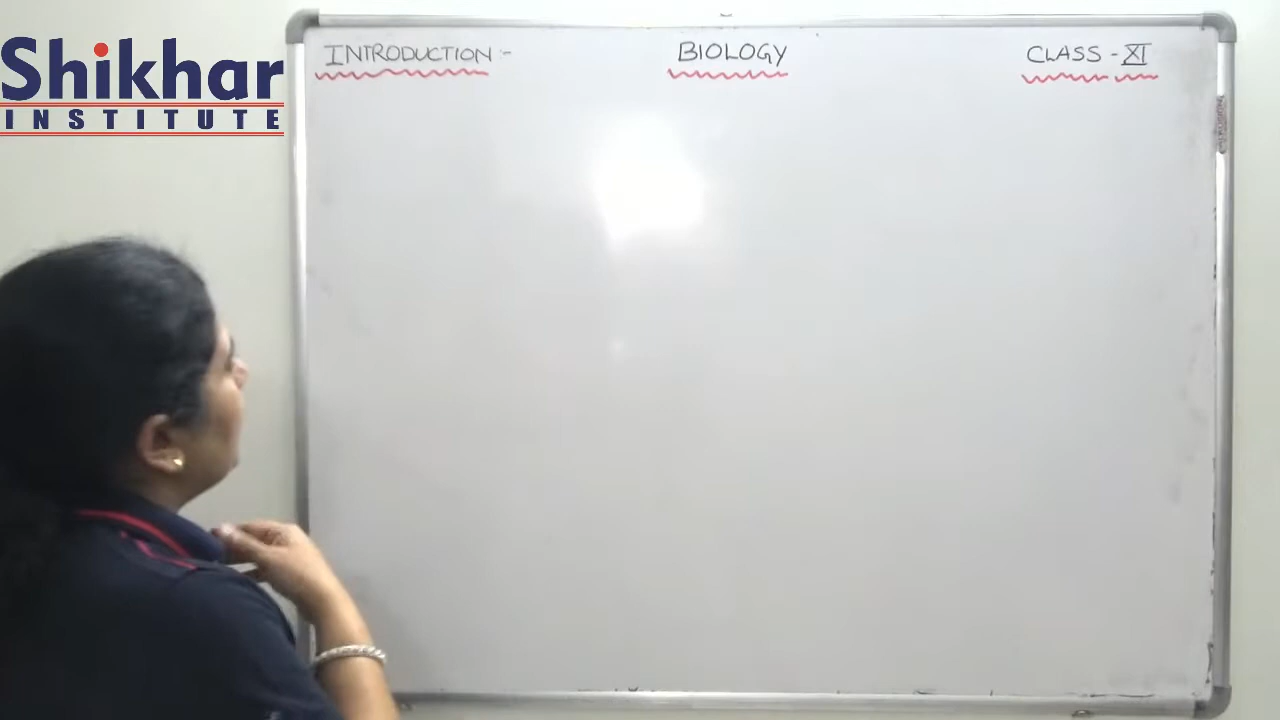 Shikhar
INSTITUTE
INTRODUCTION :-
BIOLOGY
CLASS - XI